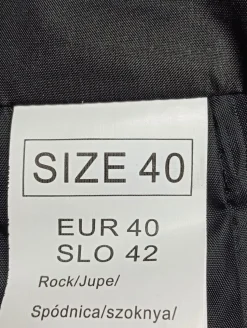 SIZE 40
EUR 40
SLO 42
Rock/Jupe/
Spódnica/szoknya/